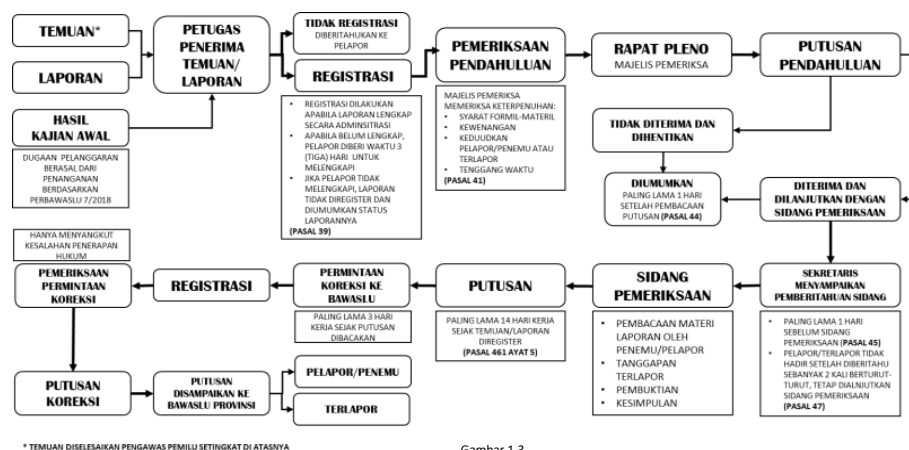 TEMUAN*
LAPORAN
HASIL
KAJIAN AWAL
DUGAAN PELANGGARAN
BERASAL DARI
PENANGANAN
BERDASARKAN
PERBAWASLU 7/2018
PETUGAS
PENERIMA
TEMUAN/
LAPORAN
TIDAK REGISTRASI
DIBERITAHUKAN KE
PELAPOR
REGISTRASI
• REGISTRASI DILAKUKAN
APABILA LAPORAN LENGKAP
SECARA ADMINSITRASI
• APABILA BELUM LENGKAP,
PELAPOR DIBERI WAKTU 3
(TIGA) HARI UNTUK
MELENGKAPI
• JIKA PELAPOR TIDAK
MELENGKAPI, LAPORAN
TIDAK DIREGISTER DAN
DIUMUMKAN STATUS
LAPORANNYA
(PASAL 39)
PEMERIKSAAN
PENDAHULUAN
MAJELIS PEMERIKSA
MEMERIKSA KETERPENUHAN:
• SYARAT FORMIL-MATERIL
• KEWENANGAN
• KEDUUDKAN
PELAPOR/PENEMU ATAU
TERLAPOR
• TENGGANG WAKTU
(PASAL 41)
RAPAT PLENO
MAJELIS PEMERIKSA
PUTUSAN
PENDAHULUAN
TIDAK DITERIMA DAN
DIHENTIKAN
DIUMUMKAN
PALING LAMA 1 HARI
SETELAH PEMBACAAN
PUTUSAN (PASAL 44)
DITERIMA DAN
DILANJUTKAN DENGAN
SIDANG PEMERIKSAAN
SEKRETARIS
MENYAMPAIKAN
PEMBERITAHUAN SIDANG
• PALING LAMA 1 HARI
SEBELUM SIDANG
PEMERIKSAAN (PASAL 45)
• PELAPOR/TERLAPOR TIDAK
HADIR SETELAH DIBERITAHU
SEBANYAK 2 KALI BERTURUT-
TURUT, TETAP DIALNJUTKAN
SIDANG PEMERIKSAAN
(PASAL 47)
SIDANG
PEMERIKSAAN
• PEMBACAAN MATERI
LAPORAN OLEH
PENEMU/PELAPOR
• TANGGAPAN
TERLAPOR
• PEMBUKTIAN
• KESIMPULAN
PUTUSAN
PALING LAMA 14 HARI KERJA
SEJAK TEMUAN/LAPORAN
DIREGISTER
(PASAL 461 AYAT 5)
PERMINTAAN
KOREKSI KE
BAWASLU
PALING LAMA 3 HARI
KERJA SEJAK PUTUSAN
DIBACAKAN
REGISTRASI
HANYA MENYANGKUT
KESALAHAN PENERAPAN
HUKUM
PEMERIKSAAN
PERMINTAAN
KOREKSI
PUTUSAN
KOREKSI
PUTUSAN
DISAMPAIKAN KE
BAWASLU PROVINSI
PELAPOR/PENEMU
TERLAPOR
* TEMUAN DISELESAIKAN PENGAWAS PEMILU SETINGKAT DI ATASNYA
Gambar 1.3